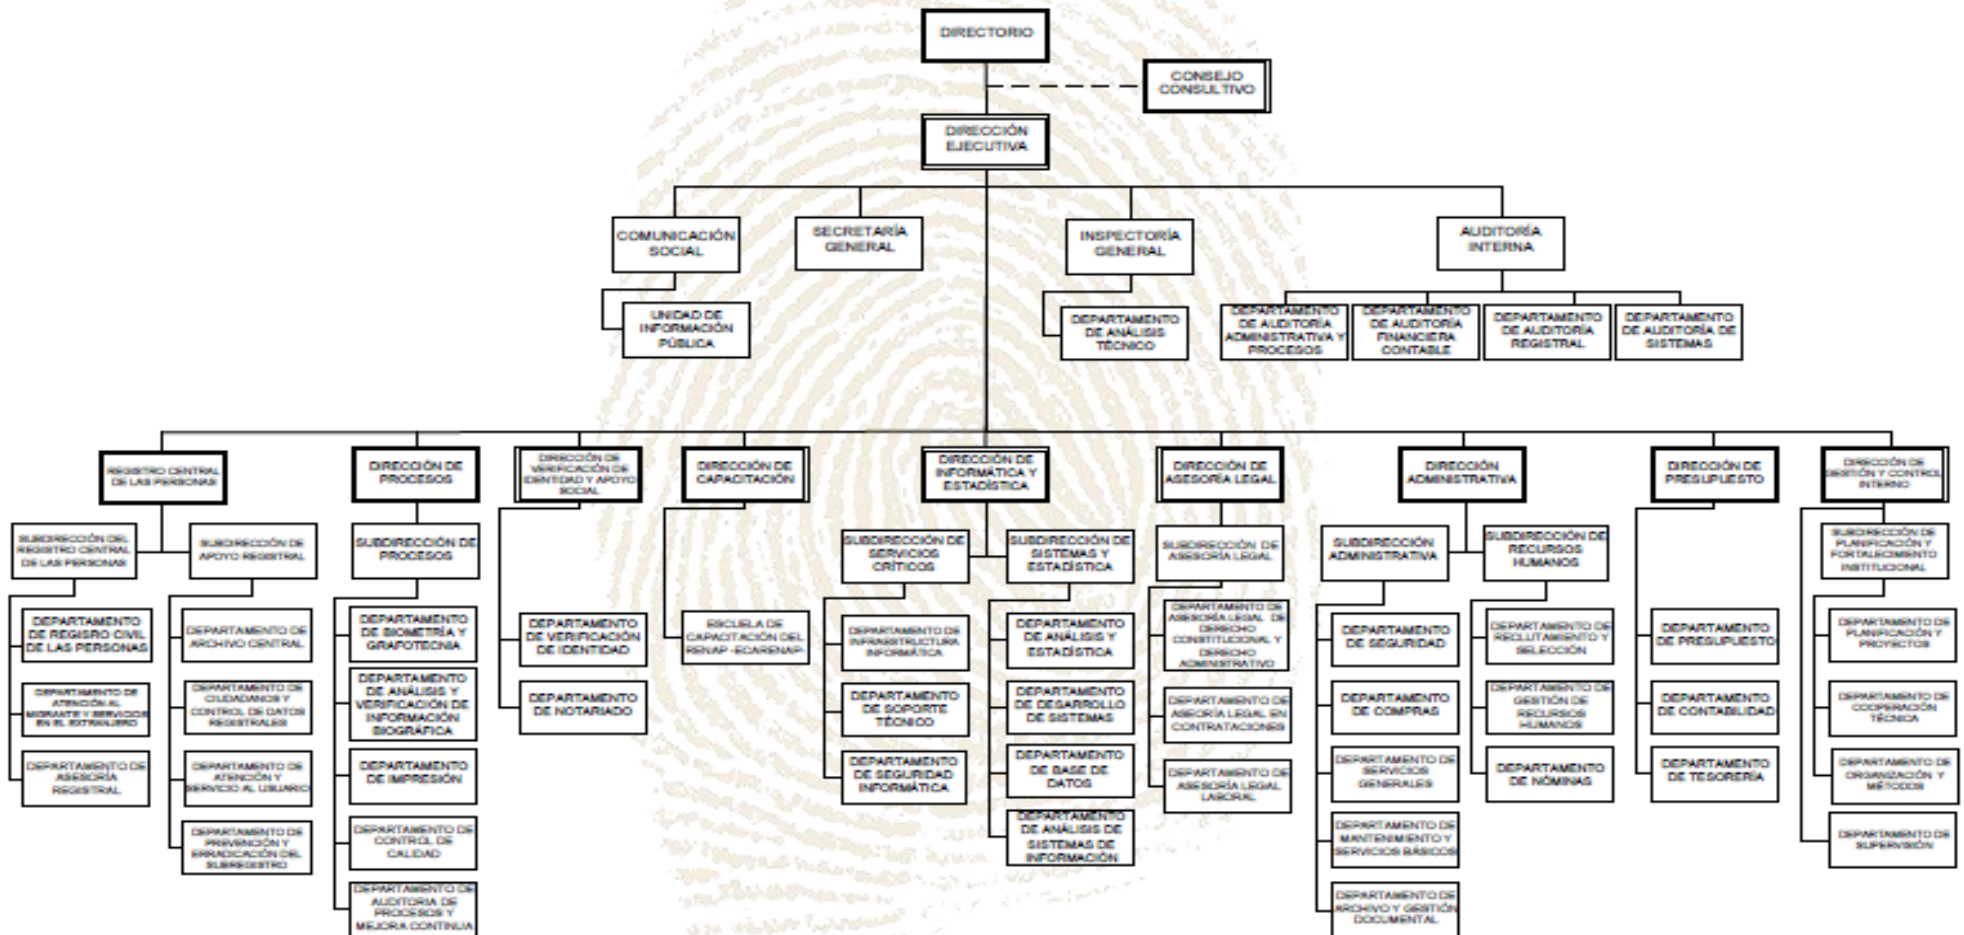 DIRECTORIO
CONSEJO
CONSULTIVO
DIRECCIÓN
EJECUTIVA
COMUNICACIÓN
SOCIAL
SECRETARÍA
GENERAL
INSPECTORÍA
GENERAL
AUDITORÍA
INTERNA
UNIDAD DE
INFORMACIÓN
PÚBLICA
DEPARTAMENTO
DE ANÁLISIS
TÉCNICO
DEPARTAMENTO
DE AUDITORÍA
ADMINISTRATIVA Y
PROCESOS
DEPARTAMENTO
DE AUDITORÍA
FINANCIERA
CONTABLE
DEPARTAMENTO
DE AUDITORÍA
REGISTRAL
DEPARTAMENTO
DE AUDITORÍA DE
SISTEMAS
REGISTRO CENTRAL
DE LAS PERSONAS
DIRECCIÓN DE
PROCESOS
DIRECCIÓN DE
VERIFICACIÓN DE
IDENTIDAD Y APOYO
SOCIAL
DIRECCIÓN DE
CAPACITACIÓN
DIRECCIÓN DE
INFORMÁTICA Y
ESTADÍSTICA
DIRECCIÓN DE
ASESORÍA LEGAL
DIRECCIÓN
ADMINISTRATIVA
DIRECCIÓN DE
PRESUPUESTO
DIRECCIÓN DE
GESTIÓN Y CONTROL
INTERNO
SUBDIRECCIÓN DEL
REGISTRO CENTRAL
DE LAS PERSONAS
SUBDIRECCIÓN DE
APOYO REGISTRAL
SUBDIRECCIÓN DE
PROCESOS
SUBDIRECCIÓN DE
SERVICIOS
CRÍTICOS
SUBDIRECCIÓN DE
SISTEMAS Y
ESTADÍSTICA
SUBDIRECCIÓN DE
ASESORÍA LEGAL
SUBDIRECCIÓN
ADMINISTRATIVA
SUBDIRECCIÓN DE
RECURSOS
HUMANOS
SUBDIRECCIÓN DE
PLANIFICACIÓN Y
FORTALECIMIENTO
INSTITUCIONAL
DEPARTAMENTO
DE REGISRO CIVIL
DE LAS PERSONAS
DEPARTAMENTO DE
ATENCIÓN AL
MIGRANTE Y SERVICIOS
EN EL EXTRANJERO
DEPARTAMENTO DE
ASESORÍA
REGISTRAL
DEPARTAMENTO DE
ARCHIVO CENTRAL
DEPARTAMENTO DE
CIUDADANOS Y
CONTROL DE DATOS
REGISTRALES
DEPARTAMENTO DE
ATENCIÓN Y
SERVICIO AL USUARIO
DEPARTAMENTO DE
PREVENCIÓN Y
ERRADICACIÓN DEL
SUBREGISTRO
DEPARTAMENTO
DE BIOMETRÍA Y
GRAFOTECNIA
DEPARTAMENTO
DE ANÁLISIS Y
VERIFICACIÓN DE
INFORMACIÓN
BIOGRÁFICA
DEPARTAMENTO
DE IMPRESIÓN
DEPARTAMENTO DE
CONTROL DE
CALIDAD
DEPARTAMENTO DE
AUDITORIA DE
PROCESOS Y
MEJORA CONTINUA
DEPARTAMENTO
DE VERIFICACIÓN
DE IDENTIDAD
DEPARTAMENTO
DE NOTARIADO
ESCUELA DE
CAPACITACIÓN DEL
RENAP -ECARENAP-
DEPARTAMENTO DE
INFRAESTRUCTURA
INFORMÁTICA
DEPARTAMENTO
DE SOPORTE
TÉCNICO
DEPARTAMENTO
DE SEGURIDAD
INFORMÁTICA
DEPARTAMENTO
DE ANÁLISIS Y
ESTADÍSTICA
DEPARTAMENTO
DE DESARROLLO
DE SISTEMAS
DEPARTAMENTO
DE BASE DE
DATOS
DEPARTAMENTO
DE ANÁLISIS DE
SISTEMAS DE
INFORMACIÓN
DEPARTAMENTO DE
ASESORÍA LEGAL DE
DERECHO
CONSTITUCIONAL Y
DERECHO
ADMINISTRATIVO
DEPARTAMENTO DE
ASEORÍA LEGAL EN
CONTRATACIONES
DEPARTAMENTO DE
ASESORÍA LEGAL
LABORAL
DEPARTAMENTO
DE SEGURIDAD
DEPARTAMENTO
DE COMPRAS
DEPARTAMENTO DE
SERVICIOS
GENERALES
DEPARTAMENTO DE
MANTENIMIENTO Y
SERVICIOS BÁSICOS
DEPARTAMENTO DE
ARCHIVO Y GESTIÓN
DOCUMENTAL
DEPARTAMENTO DE
RECLUTAMIENTO Y
SELECCIÓN
DEPARTAMENTO DE
GESTIÓN DE
RECURSOS
HUMANOS
DEPARTAMENTO
DE NÓMINAS
DEPARTAMENTO
DE PRESUPUESTO
DEPARTAMENTO
DE CONTABILIDAD
DEPARTAMENTO
DE TESORERÍA
DEPARTAMENTO DE
PLANIFICACIÓN Y
PROYECTOS
DEPARTAMENTO DE
COOPERACIÓN
TÉCNICA
DEPARTAMENTO DE
ORGANIZACIÓN Y
MÉTODOS
DEPARTAMENTO DE
SUPERVISIÓN